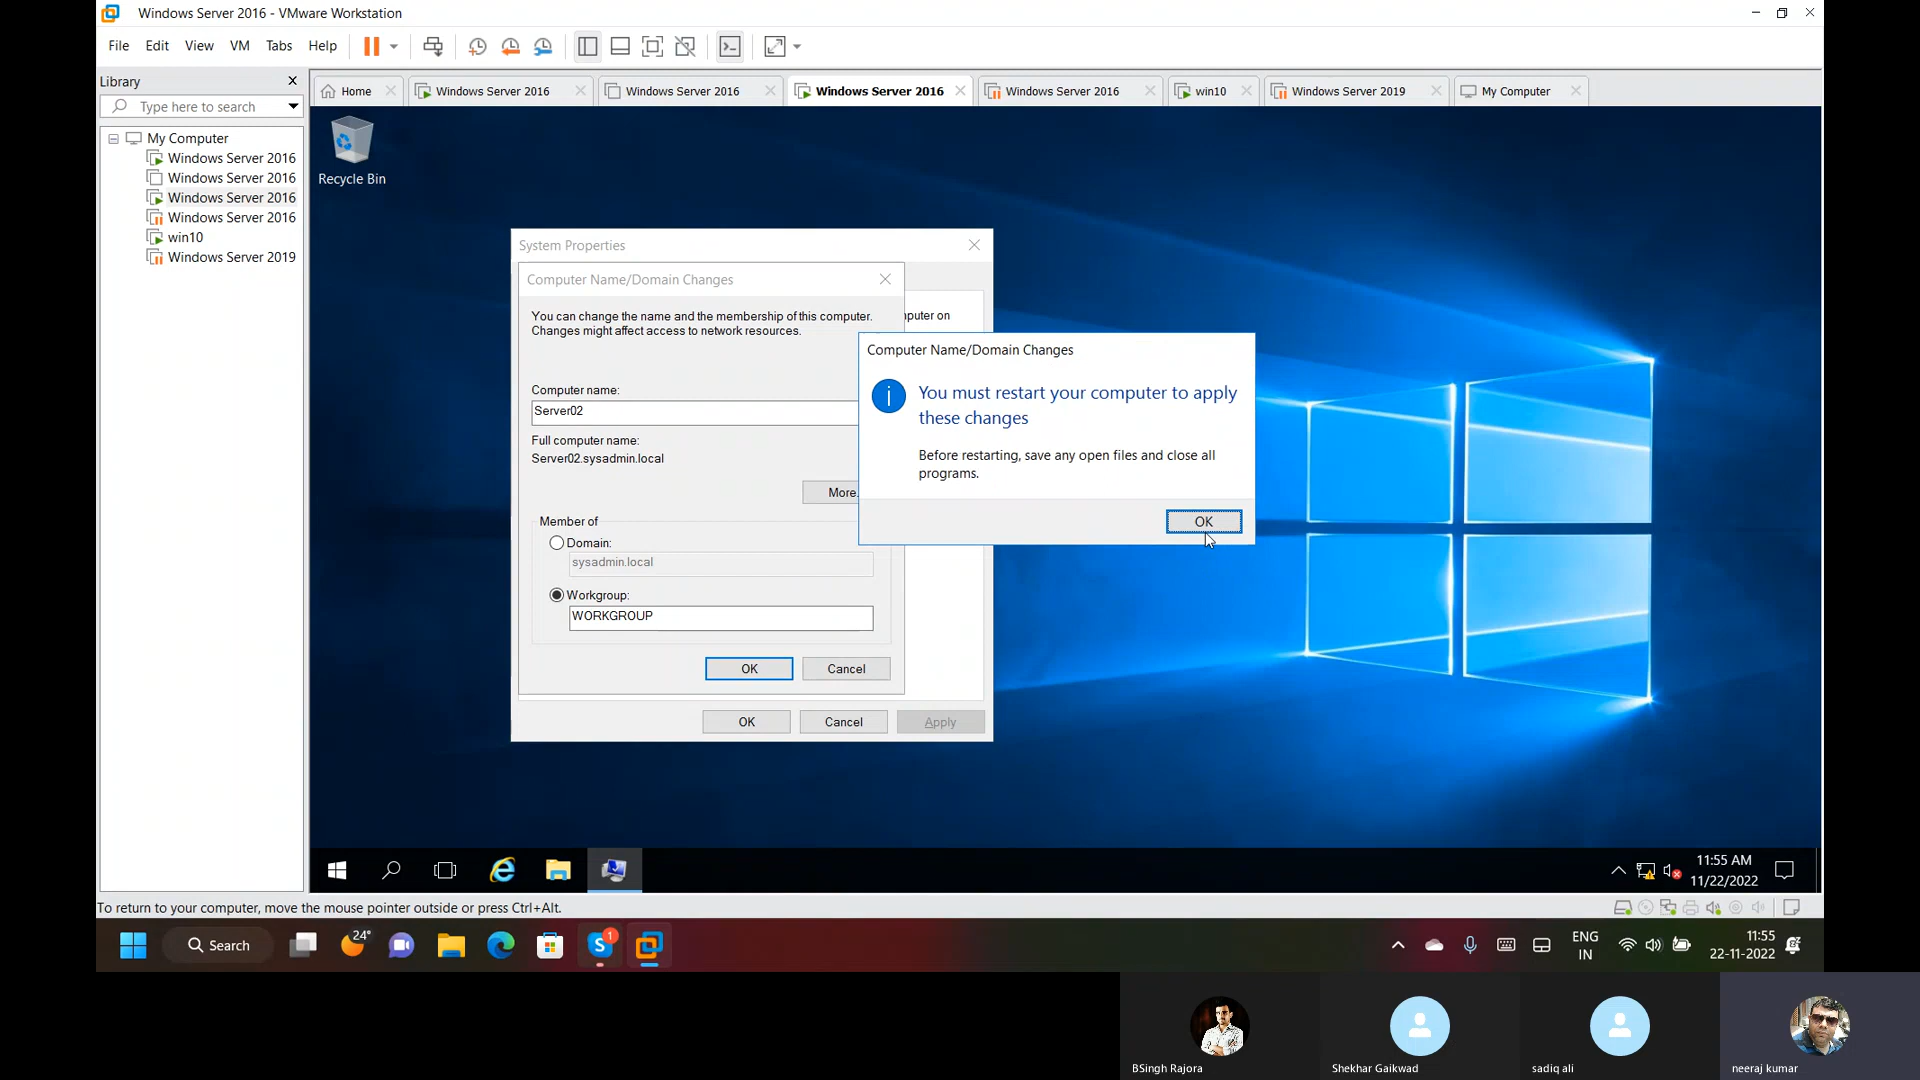 Windows Server 2016 - VMware Workstation
File Edit View VM Tabs Help
Library
Type here to search
Home
Windows Server 2016
Windows Server 2016
Windows Server 2016
Windows Server 2016
win10
Windows Server 2019
My Computer
My Computer
Windows Server 2016
Windows Server 2016
Windows Server 2016
Windows Server 2016
win10
Windows Server 2019
Recycle Bin
System Properties
Computer Name/Domain Changes
You can change the name and the membership of this computer.
Changes might affect access to network resources.
puter on
Computer name:
Server02
Full computer name:
Server02.sysadmin.local
More.
Member of
Domain:
sysadmin.local
Workgroup:
WORKGROUP
OK Cancel
OK Cancel Apply
Computer Name/Domain Changes
You must restart your computer to apply
these changes
Before restarting, save any open files and close all
programs.
OK
11:55 AM
11/22/2022
To return to your computer, move the mouse pointer outside or press Ctrl+Alt.
Search
24°
1
ENG
IN
11:55
22-11-2022
BSingh Rajora
Shekhar Gaikwad
sadiq ali
neeraj kumar